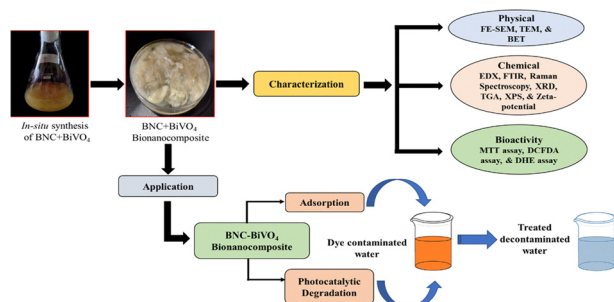 In-situ synthesis
of BNC+BiVO₄
BNC+BiVO₄
Bionanocomposite
Characterization
Physical
FE-SEM, TEM, &
BET
Chemical
EDX, FTIR, Raman
Spectroscopy, XRD,
TGA, XPS, & Zeta-
potential
Bioactivity
MTT assay, DCFDA
assay, & DHE assay
Application
BNC-BiVO₄
Bionanocomposite
Adsorption
Photocatalytic
Degradation
Dye contaminated
water
Treated
decontaminated
water